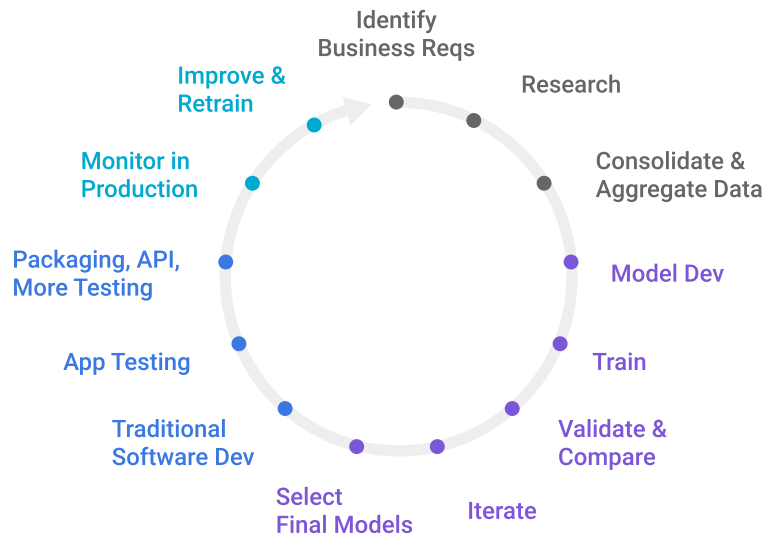 Identify
Business Reqs
Research
Consolidate &
Aggregate Data
Model Dev
Train
Validate &
Compare
Iterate
Select
Final Models
Traditional
Software Dev
App Testing
Packaging, API,
More Testing
Monitor in
Production
Improve &
Retrain